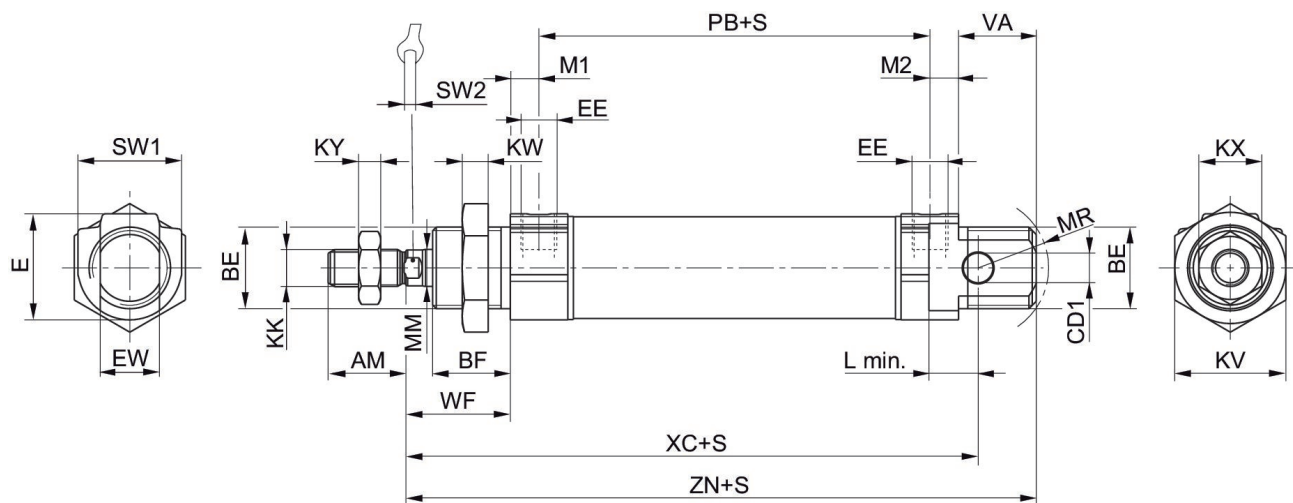 PB+S
VA
M1
M2
SW2
EE
SW1
KY
KW
EE
KX
MR
E
BE
BE
KK
MM
CD1
EW
AM
BF
L min.
KV
WF
XC+S
ZN+S